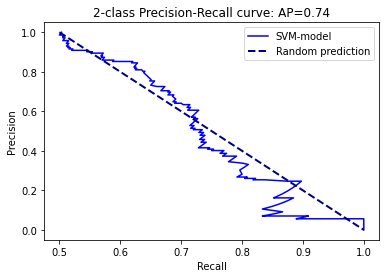 2-class Precision-Recall curve: AP=0.74
SVM-model
Random prediction
Precision
1.0
0.8
0.6
0.4
0.2
0.0
0.5 0.6 0.7 0.8 0.9 1.0
Recall